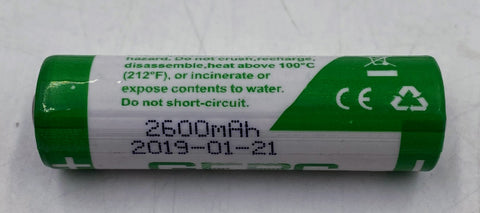 hazard. Do not crush,recharge,
disassemble,heat above 100°C
(212°F), or incinerate or
expose contents to water.
Do not short-circuit.
2600mAh
2019-01-21
+
-
CE